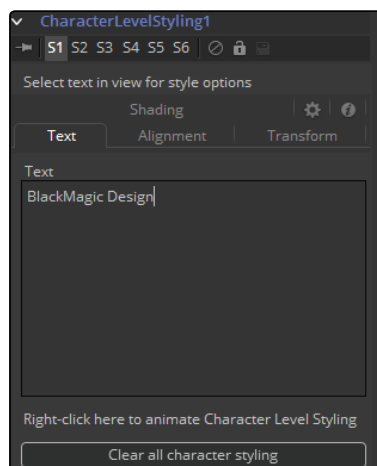 CharacterLevelStyling1
S1 S2 S3 S4 S5 S6
Select text in view for style options
Shading
Text Alignment Transform
Text
BlackMagic Design
Right-click here to animate Character Level Styling
Clear all character styling